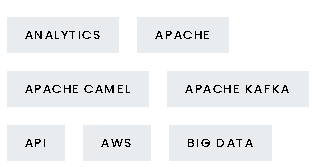 ANALYTICS APACHE
APACHE CAMEL APACHE KAFKA
API AWS BIG DATA